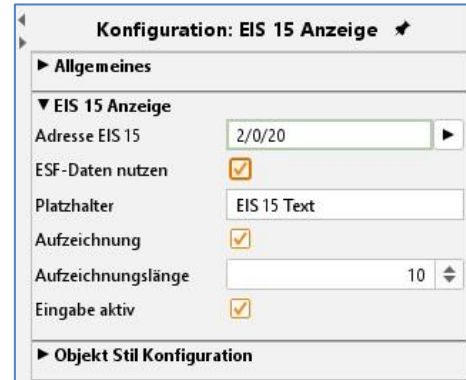 Konfiguration: EIS 15 Anzeige
Allgemeines
EIS 15 Anzeige
Adresse EIS 15 2/0/20
ESF-Daten nutzen
Platzhalter EIS 15 Text
Aufzeichnung
Aufzeichnungslänge 10
Eingabe aktiv
Objekt Stil Konfiguration